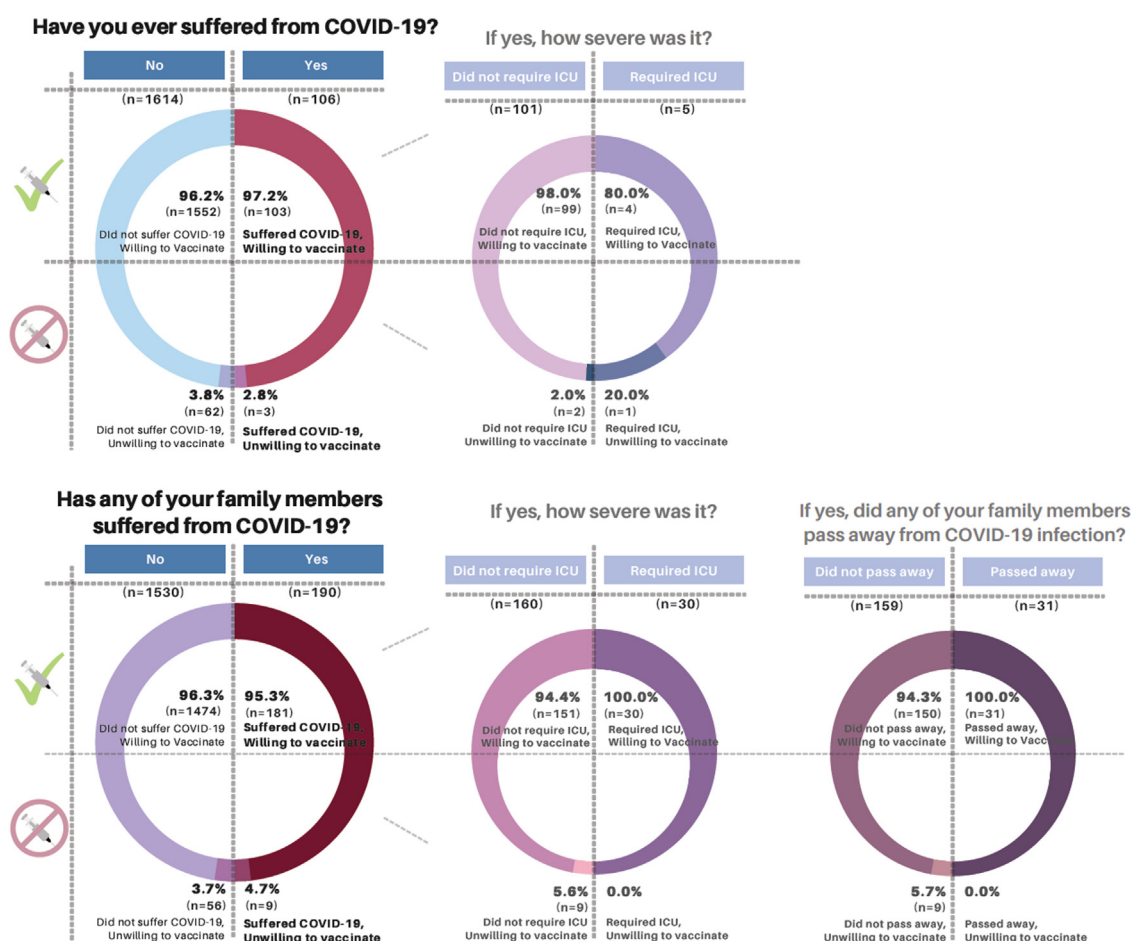 Have you ever suffered from COVID-19?
If yes, how severe was it?
No
Yes
Did not require ICU
Required ICU
(n=1614)
(n=106)
(n=101)
(n=5)
96.2%
(n=1552)
DId not suffer COVID-19
Willing to Vaccinate
97.2%
(n=103)
Suffered COVID-19,
Willing to vaccinate
98.0%
(n=99)
Did not require ICU,
Willing to vaccinate
80.0%
(n=4)
Required ICU,
Willing to Vaccinate
3.8%
(n=62)
Did not suffer COVID-19,
Unwilling to vaccinate
2.8%
(n=3)
Suffered COVID-19,
Unwilling to vaccinate
2.0%
(n=2)
Did not require ICU
Unwilling to vaccinate
20.0%
(n=1)
Required ICU,
Unwilling to vaccinate
Has any of your family members
suffered from COVID-19?
If yes, how severe was it?
If yes, did any of your family members
pass away from COVID-19 infection?
No
Yes
Did not require ICU
Required ICU
Did not pass away
Passed away
(n=1530)
(n=190)
(n=160)
(n=30)
(n=159)
(n=31)
96.3%
(n=1474)
DId not suffer COVID-19
Willing to Vaccinate
95.3%
(n=181)
Suffered COVID-19,
Willing to vaccinate
94.4%
(n=151)
Did not require ICU,
Willing to vaccinate
100.0%
(n=30)
Required ICU,
Willing to Vaccinate
94.3%
(n=150)
Did not pass away,
Willing to vaccinate
100.0%
(n=31)
Passed away,
Willing to Vaccinate
3.7%
(n=56)
Did not suffer COVID-19,
Unwilling to vaccinate
4.7%
(n=9)
Suffered COVID-19,
Unwilling to vaccinate
5.6%
(n=9)
Did not require ICU
Unwilling to vaccinate
0.0%
Required ICU,
Unwilling to vaccinate
5.7%
(n=9)
Did not pass away,
Unwilling to vaccinate
0.0%
Passed away,
Unwilling to vaccinate